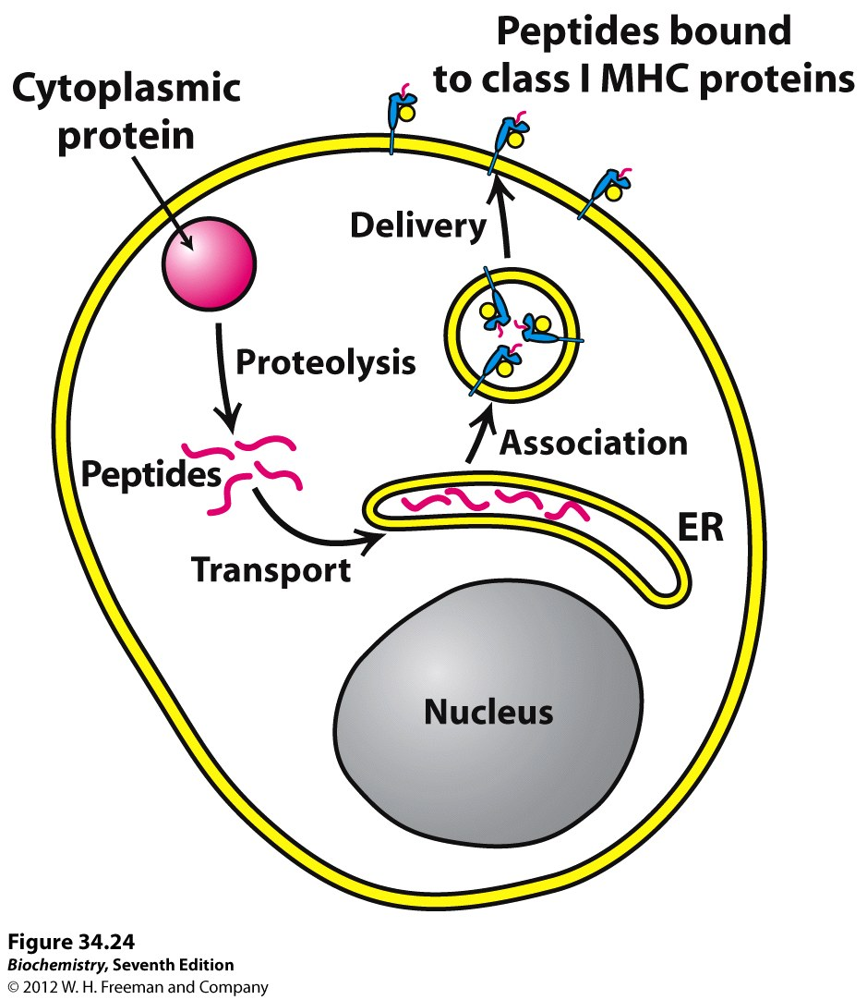 Peptides bound
to class I MHC proteins
Cytoplasmic
protein
Delivery
Proteolysis
Association
Peptides
ER
Transport
Nucleus
Figure 34.24
Biochemistry, Seventh Edition
© 2012 W. H. Freeman and Company